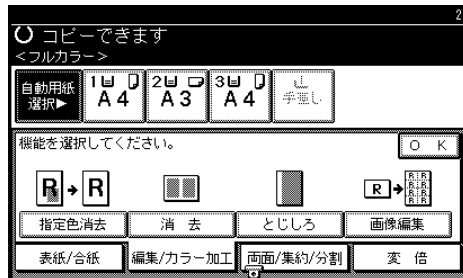 2
コピーできます
<フルカラー>
自動用紙
選択▶
1 A4
2 A3
3 A4
手差し
機能を選択してください。
OK
R R
R
R R
R R
R R
R R
指定色消去 消去 とじしろ 画像編集
表紙/合紙 編集/カラー加工 両面/集約/分割 変倍